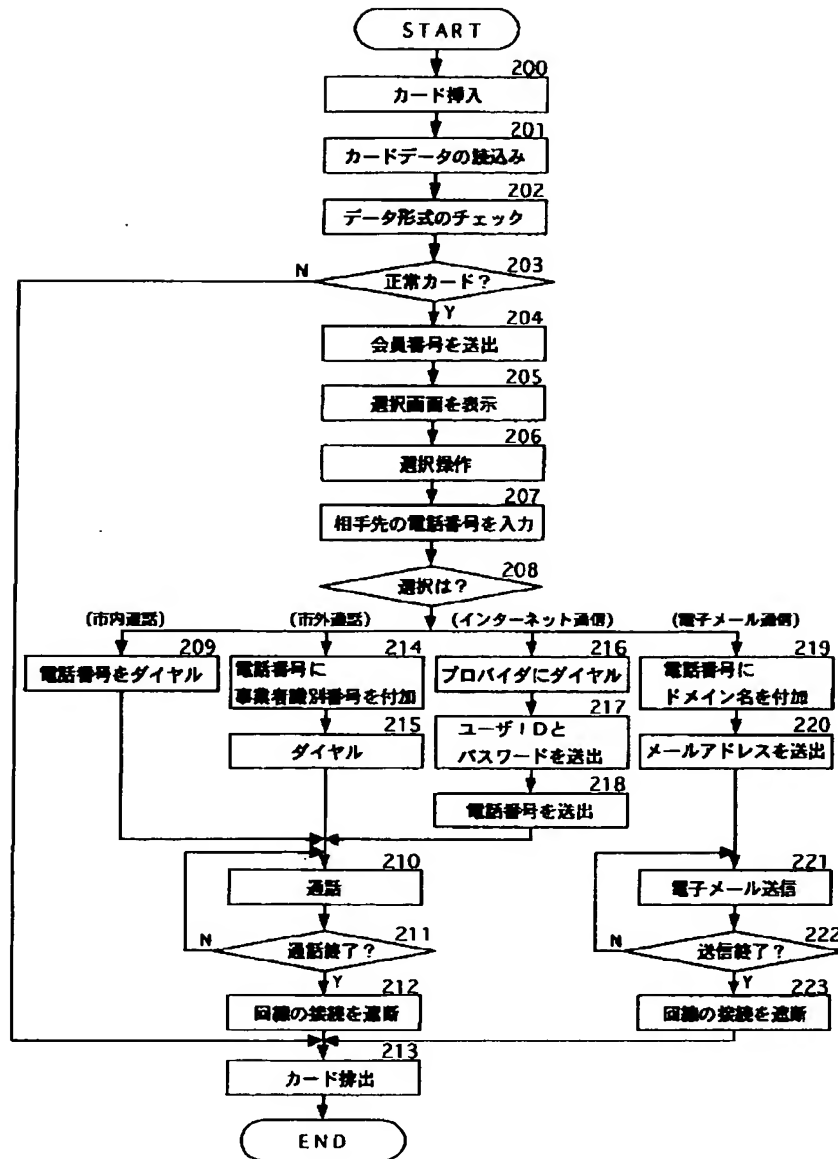 START
200
カード挿入
201
カードデータの読込み
202
データ形式のチェック
203
正常カード?
N
Y
204
会員番号を送出
205
選択画面を表示
206
選択操作
207
相手先の電話番号を入力
208
選択は?
(市内通話)
(市外通話)
(インターネット通信)
(電子メール通信)
209
電話番号をダイヤル
214
電話番号に
事業者識別番号を付加
215
ダイヤル
216
プロバイダにダイヤル
217
ユーザIDと
パスワードを送出
218
電話番号を送出
219
電話番号に
ドメイン名を付加
220
メールアドレスを送出
210
通話
211
通話終了?
N
Y
212
回線の接続を遮断
221
電子メール送信
222
送信終了?
N
Y
223
回線の接続を遮断
213
カード排出
END